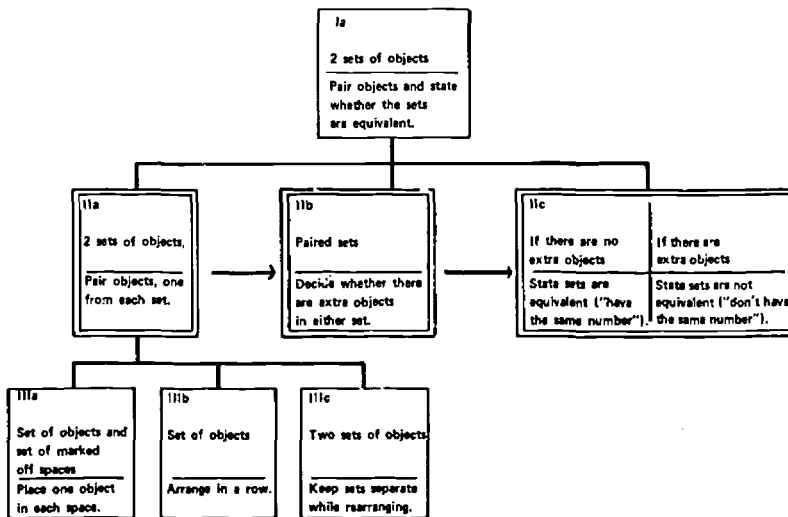 Ia
2 sets of objects
Pair objects and state
whether the sets
are equivalent.
IIa
2 sets of objects,
Pair objects, one
from each set.
IIb
Paired sets
Decide whether there
are extra objects
in either set.
IIc
If there are no
extra objects
State sets are
equivalent ("have
the same number").
If there are
extra objects
State sets are not
equivalent ("don't have
the same number").
IIIa
Set of objects and
set of marked
off spaces
Place one object
in each space.
IIIb
Set of objects
Arrange in a row.
IIIc
Two sets of objects
Keep sets separate
while rearranging.